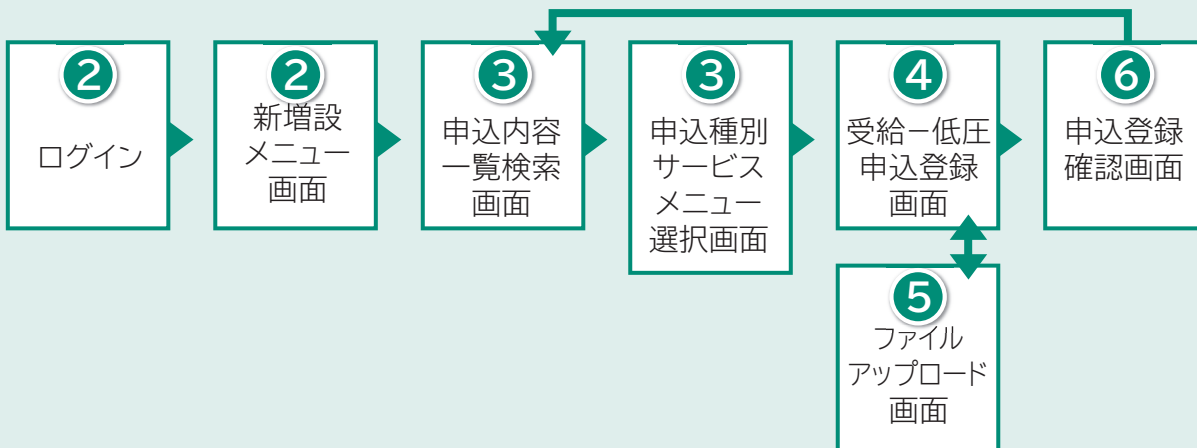 2
ログイン
2
新増設
メニュー
画面
3
申込内容
一覧検索
画面
3
申込種別
サービス
メニュー
選択画面
4
受給－低圧
申込登録
画面
6
申込登録
確認画面
5
ファイル
アップロード
画面